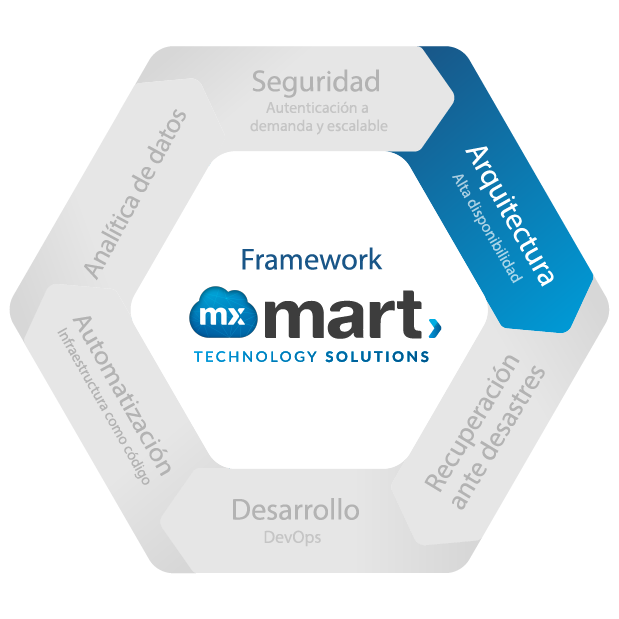 Seguridad
Autenticación a
demanda y escalable
Arquitectura
Alta disponibilidad
Recuperación
ante desastres
Desarrollo
DevOps
Automatización
Infraestructura como código
Analítica de datos
Framework
mx mart
TECHNOLOGY SOLUTIONS